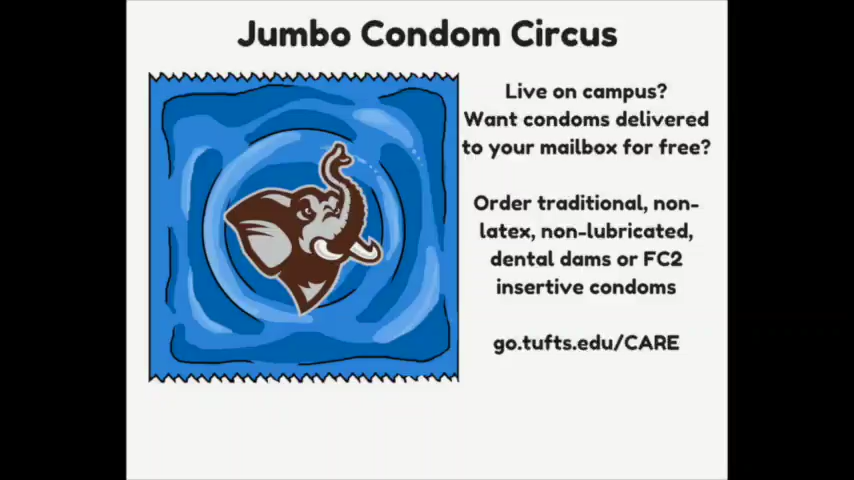 Jumbo Condom Circus
Live on campus?
Want condoms delivered
to your mailbox for free?
Order traditional, non-
latex, non-lubricated,
dental dams or FC2
insertive condoms
go.tufts.edu/CARE